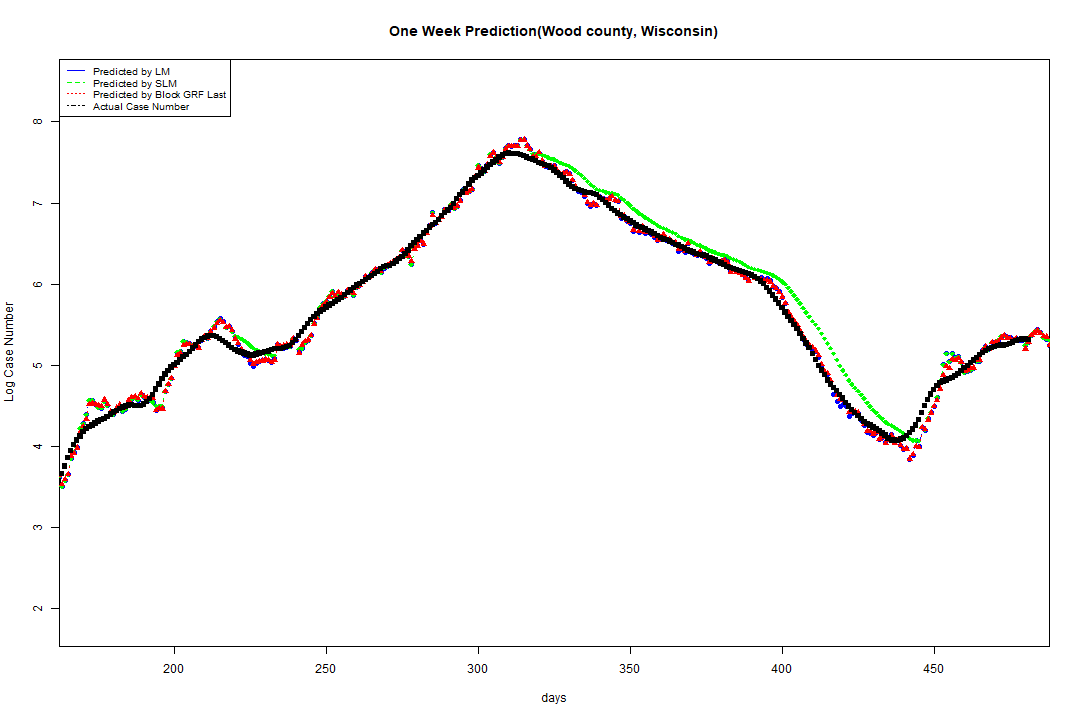 One Week Prediction(Wood county, Wisconsin)
Predicted by LM
Predicted by SLM
Predicted by Block GRF Last
Actual Case Number
Log Case Number
8
7
6
5
4
3
2
200 250 300 350 400 450
days